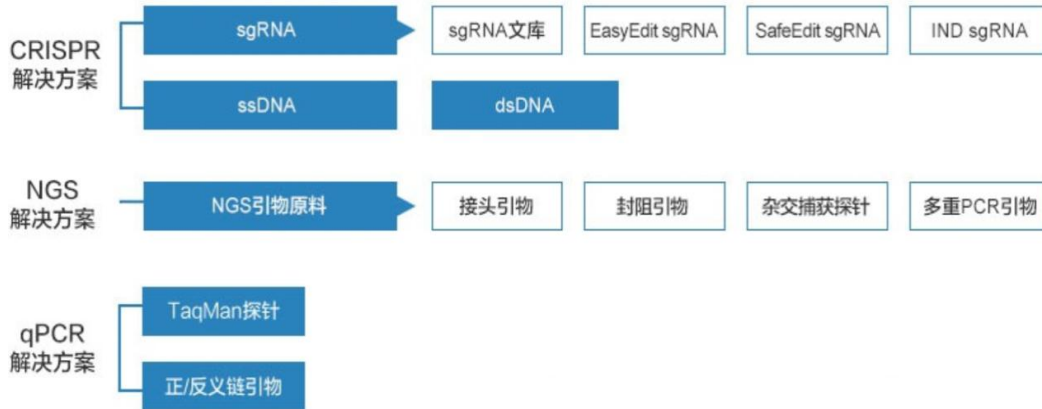 CRISPR
解决方案
sgRNA
sgRNA文库
EasyEdit sgRNA
SafeEdit sgRNA
IND sgRNA
ssDNA
dsDNA
NGS
解决方案
NGS引物原料
接头引物
封阻引物
杂交捕获探针
多重PCR引物
qPCR
解决方案
TaqMan探针
正/反义链引物